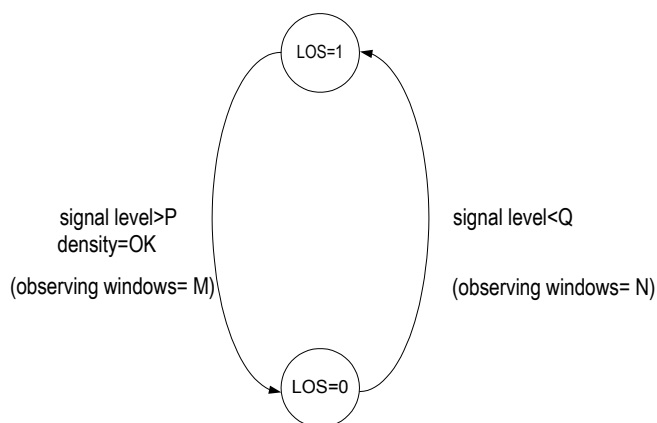 LOS=1
signal level>P
density=OK
(observing windows= M)
signal level<Q
(observing windows= N)
LOS=0